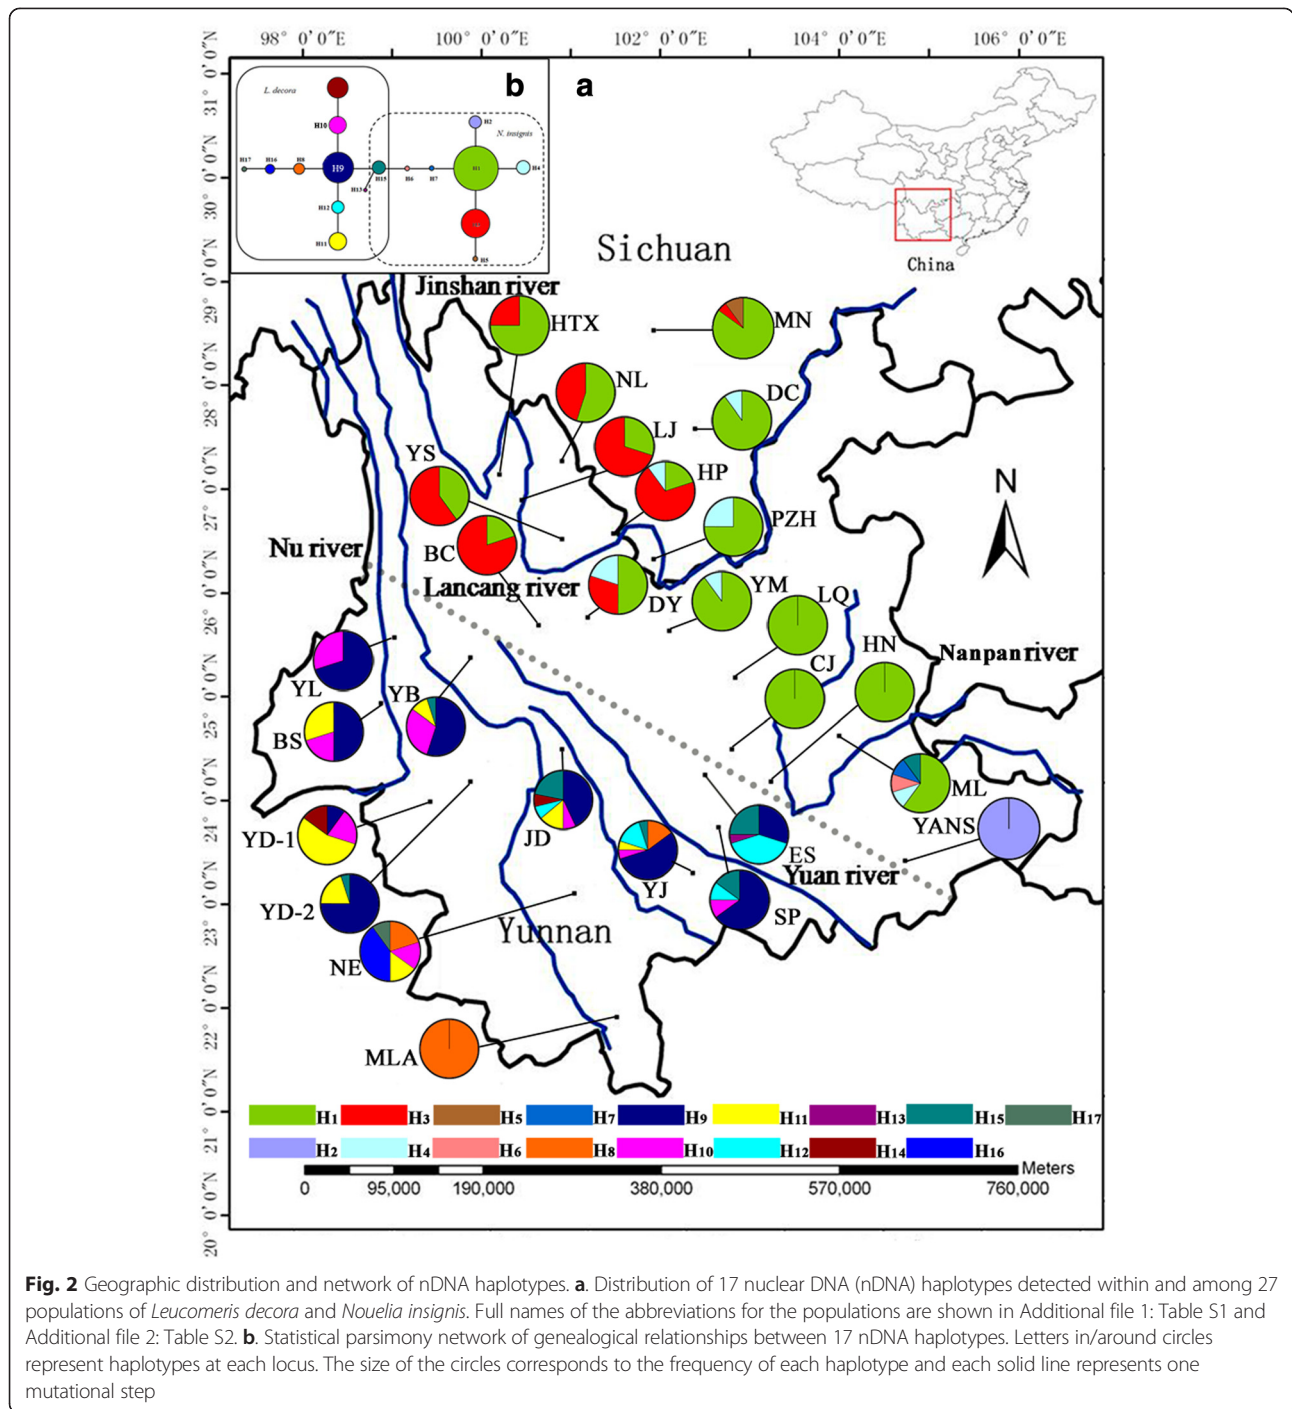 98° 0′0″N 100° 0′0″N 102° 0′0″N 104° 0′0″N 106° 0′0″N
31° 0′0″N
30° 0′0″N
29° 0′0″N
28° 0′0″N
27° 0′0″N
26° 0′0″N
25° 0′0″N
24° 0′0″N
23° 0′0″N
22° 0′0″N
21° 0′0″N
20° 0′0″N
b
a
L. decora
N. insignis
H10
H2
H17
H16
H8
H9
H15
H6
H7
H1
H4
H13
H12
H11
H5
China
Sichuan
Jinshan river
HTX
MN
NL
DC
LJ
YS
HP
PZH
N
BC
Nu river
Lancang river
DY
YM
LQ
HN
CJ
Nanpan river
YL
YB
BS
ML
YANS
YD-1
JD
ES
YJ
Yuan river
YD-2
SP
Yunnan
NE
MLA
H1 H3 H5 H7 H9 H11 H13 H15 H17
H2 H4 H6 H8 H10 H12 H14 H16
Meters
0 95,000 190,000 380,000 570,000 760,000
Fig. 2 Geographic distribution and network of nDNA haplotypes. a. Distribution of 17 nuclear DNA (nDNA) haplotypes detected within and among 27
populations of Leucomeris decora and Nouelia insignis. Full names of the abbreviations for the populations are shown in Additional file 1: Table S1 and
Additional file 2: Table S2. b. Statistical parsimony network of genealogical relationships between 17 nDNA haplotypes. Letters in/around circles
represent haplotypes at each locus. The size of the circles corresponds to the frequency of each haplotype and each solid line represents one
mutational step